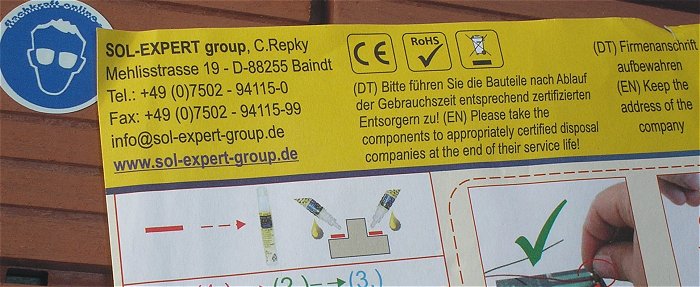 fachkraft-online
SOL-EXPERT group, C.Repky
Mehlisstrasse 19 - D-88255 Baindt
Tel.: +49 (0)7502 - 94115-0
Fax: +49 (0)7502 - 94115-99
info@sol-expert-group.de
www.sol-expert-group.de
CE
RoHS
(DT) Bitte führen Sie die Bauteile nach Ablauf
der Gebrauchszeit entsprechend zertifizierten
Entsorgern zu! (EN) Please take the
components to appropriately certified disposal
companies at the end of their service life!
(DT) Firmenanschrift
aufbewahren
(EN) Keep the
address of the
company
(2.) (3.)